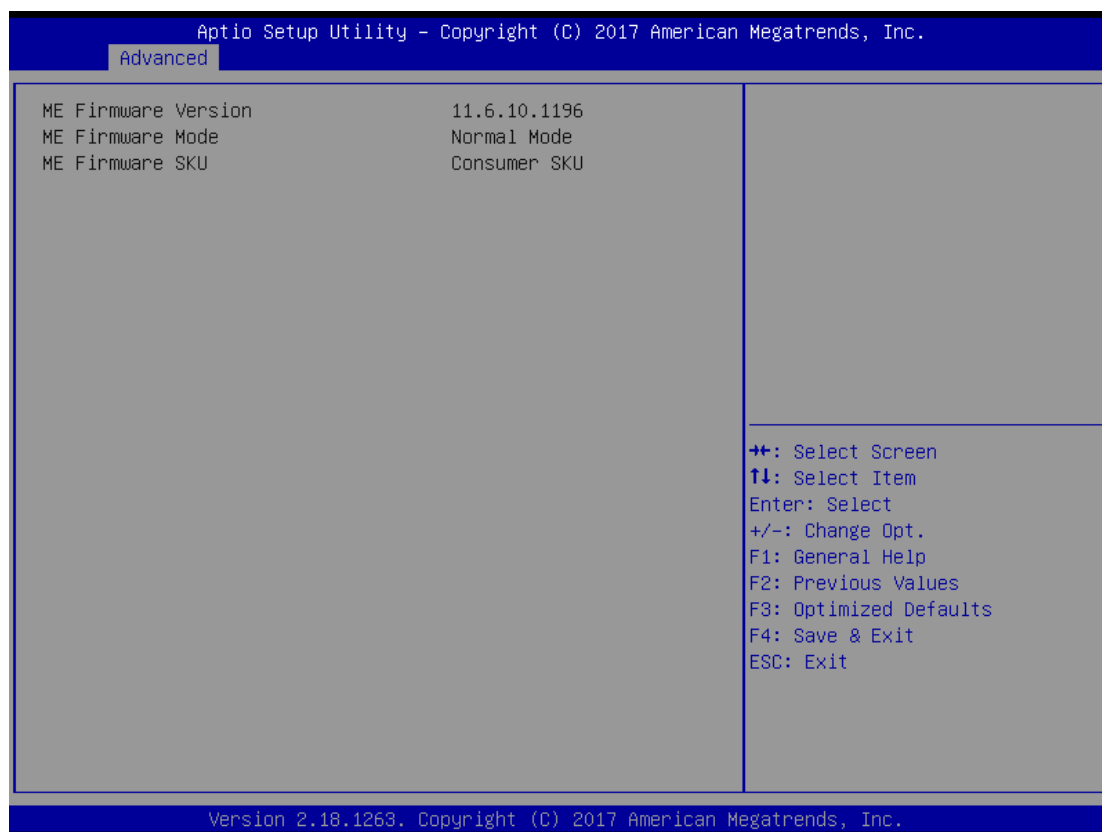 Aptio Setup Utility – Copyright (C) 2017 American Megatrends, Inc.
Advanced
ME Firmware Version 11.6.10.1196
ME Firmware Mode Normal Mode
ME Firmware SKU Consumer SKU
→←: Select Screen
↑↓: Select Item
Enter: Select
+/-: Change Opt.
F1: General Help
F2: Previous Values
F3: Optimized Defaults
F4: Save & Exit
ESC: Exit
Version 2.18.1263. Copyright (C) 2017 American Megatrends, Inc.